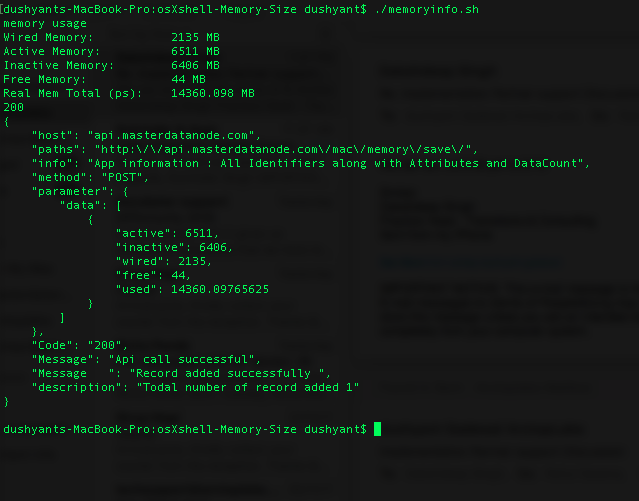 [dushyants-MacBook-Pro:osXshell-Memory-Size dushyant$ ./memoryinfo.sh
memory usage
Wired Memory:           2135 MB
Active Memory:          6511 MB
Inactive Memory:        6406 MB
Free Memory:            44 MB
Real Mem Total (ps):    14360.098 MB
200
{
    "host": "api.masterdatanode.com",
    "paths": "http:\/\/api.masterdatanode.com\/mac\/memory\/save\/",
    "info": "App information : All Identifiers along with Attributes and DataCount",
    "method": "POST",
    "parameter": {
        "data": [
            {
                "active": 6511,
                "inactive": 6406,
                "wired": 2135,
                "free": 44,
                "used": 14360.09765625
            }
        ]
    },
    "Code": "200",
    "Message": "Api call successful",
    "Message   ": "Record added successfully ",
    "description": "Todal number of record added 1"
}
dushyants-MacBook-Pro:osXshell-Memory-Size dushyant$